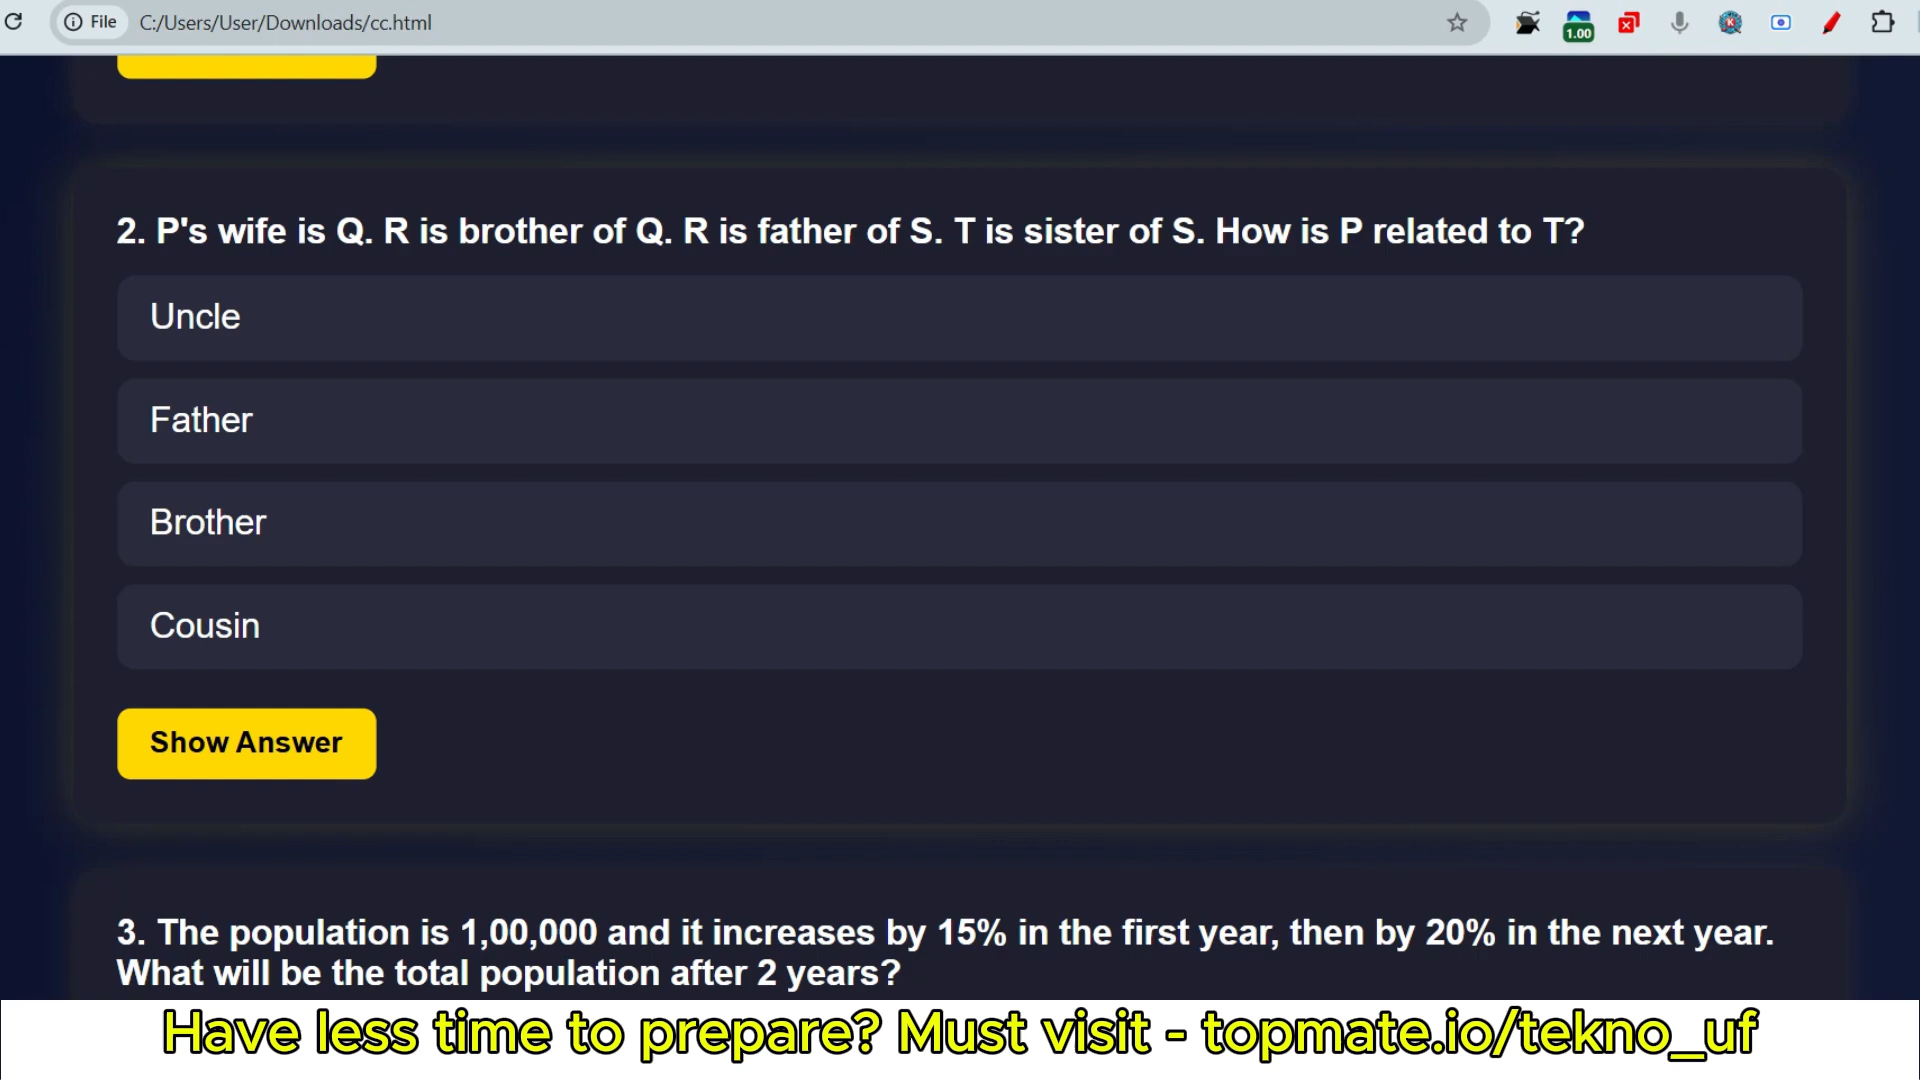 File C:/Users/User/Downloads/cc.html
1.00
K
2. P's wife is Q. R is brother of Q. R is father of S. T is sister of S. How is P related to T?
Uncle
Father
Brother
Cousin
Show Answer
3. The population is 1,00,000 and it increases by 15% in the first year, then by 20% in the next year.
What will be the total population after 2 years?
Have less time to prepare? Must visit - topmate.io/tekno_uf